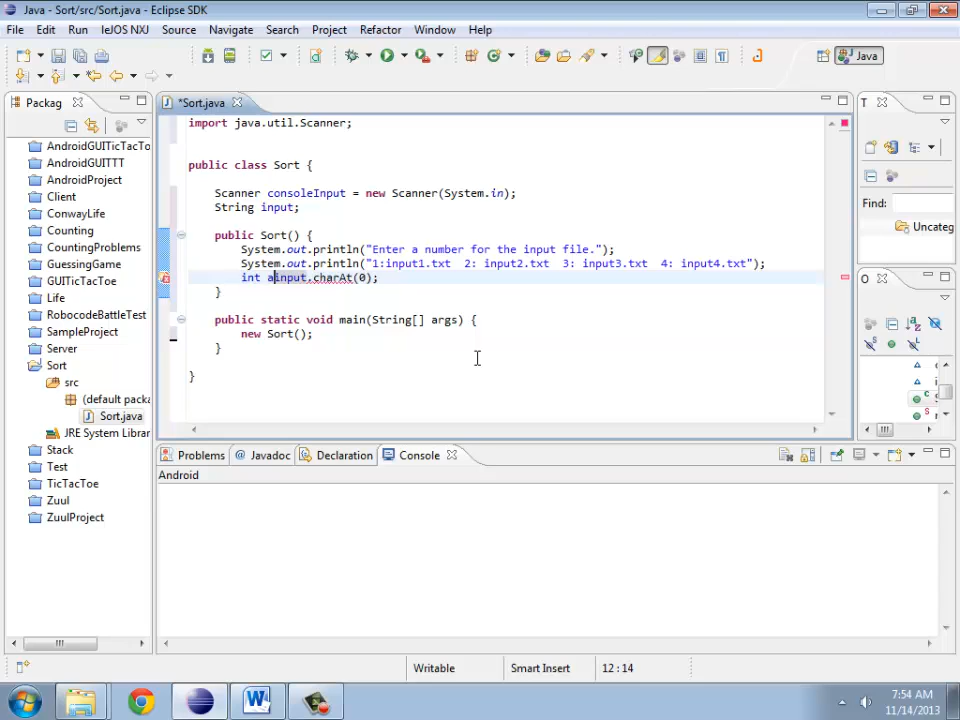 Java - Sort/src/Sort.java - Eclipse SDK
File Edit Run leJOS NXJ Source Navigate Search Project Refactor Window Help
Java
Packag
*Sort.java
T
AndroidGUITicTacTo
AndroidGUITTT
AndroidProject
Client
ConwayLife
Counting
CountingProblems
GuessingGame
GUITicTacToe
Life
RobocodeBattleTest
SampleProject
Server
Sort
src
(default packa
Sort.java
JRE System Librar
Stack
Test
TicTacToe
Zuul
ZuulProject
import java.util.Scanner;
public class Sort {
Scanner consoleInput = new Scanner(System.in);
String input;
public Sort() {
System.out.println("Enter a number for the input file.");
System.out.println("1:input1.txt  2: input2.txt  3: input3.txt  4: input4.txt");
int ainput.charAt(0);
}
public static void main(String[] args) {
new Sort();
}
}
Find:
Uncateg
O
Problems @ Javadoc Declaration Console
Android
Writable Smart Insert 12 : 14
7:54 AM
11/14/2013